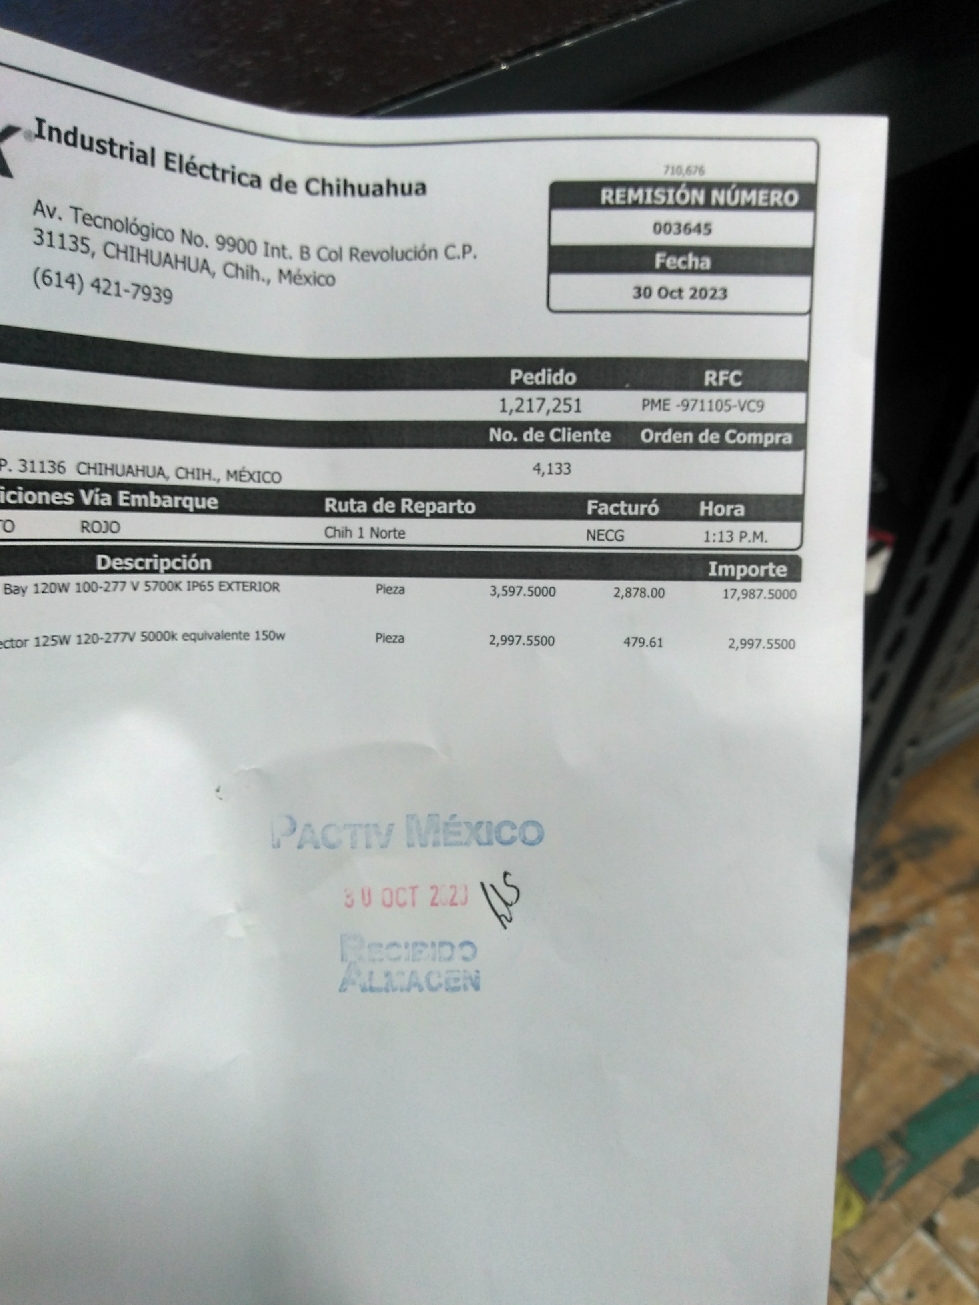 Industrial Eléctrica de Chihuahua
Av. Tecnológico No. 9900 Int. B Col Revolución C.P.
31135, CHIHUAHUA, Chih., México
(614) 421-7939
710,676
REMISIÓN NÚMERO
003645
Fecha
30 Oct 2023
Pedido RFC
1,217,251 PME -971105-VC9
No. de Cliente Orden de Compra
P. 31136 CHIHUAHUA, CHIH., MÉXICO 4,133
iciones Vía Embarque Ruta de Reparto Facturó Hora
TO ROJO Chih 1 Norte NECG 1:13 P.M.
Descripción Importe
Bay 120W 100-277 V 5700K IP65 EXTERIOR Pieza 3,597.5000 2,878.00 17,987.5000
ector 125W 120-277V 5000k equivalente 150w Pieza 2,997.5500 479.61 2,997.5500
PACTIV MÉXICO
30 OCT 2023
RECIBIDO
ALMACEN